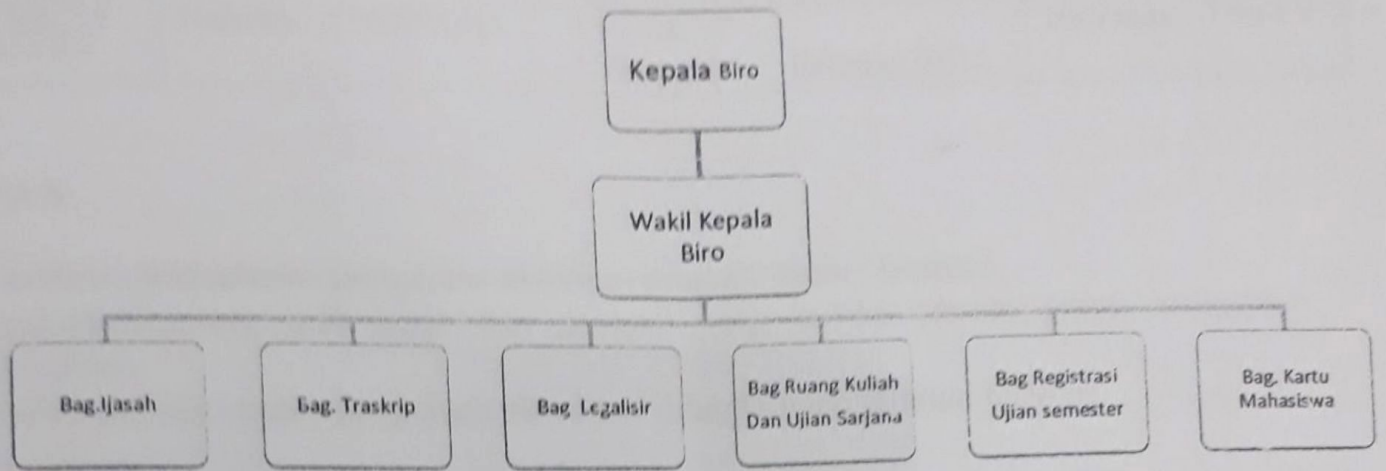 Kepala Biro
Wakil Kepala
Biro
Bag.Ijasah
Bag. Traskrip
Bag Legalisir
Bag Ruang Kuliah
Dan Ujian Sarjana
Bag Registrasi
Ujian semester
Bag. Kartu
Mahasiswa